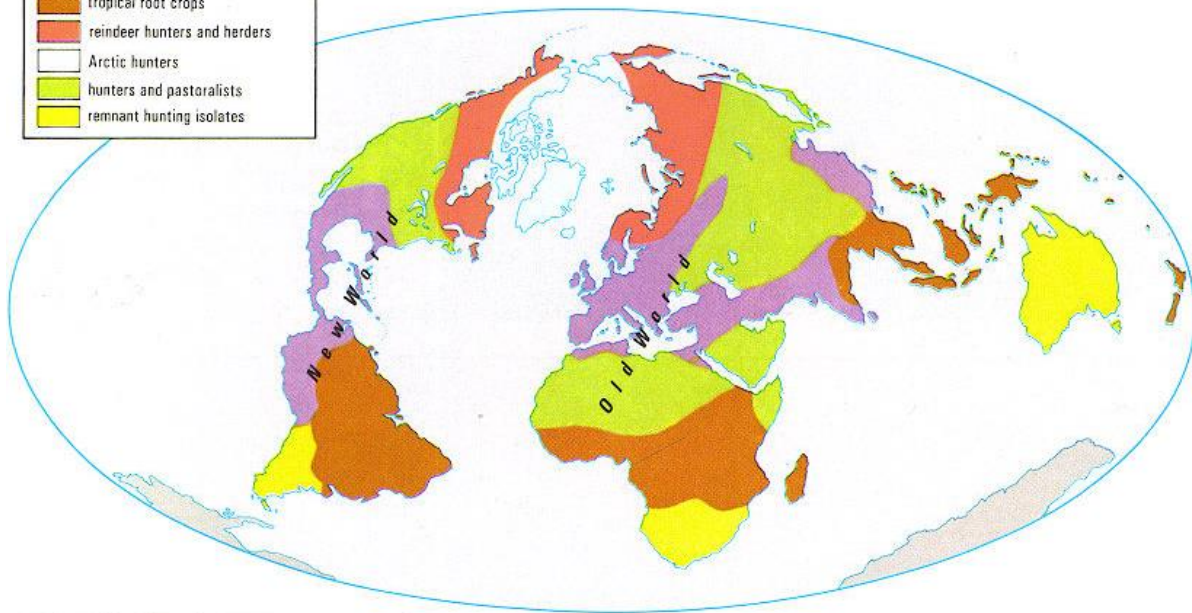 tropical root crops
reindeer hunters and herders
Arctic hunters
hunters and pastoralists
remnant hunting isolates
New World
Old World